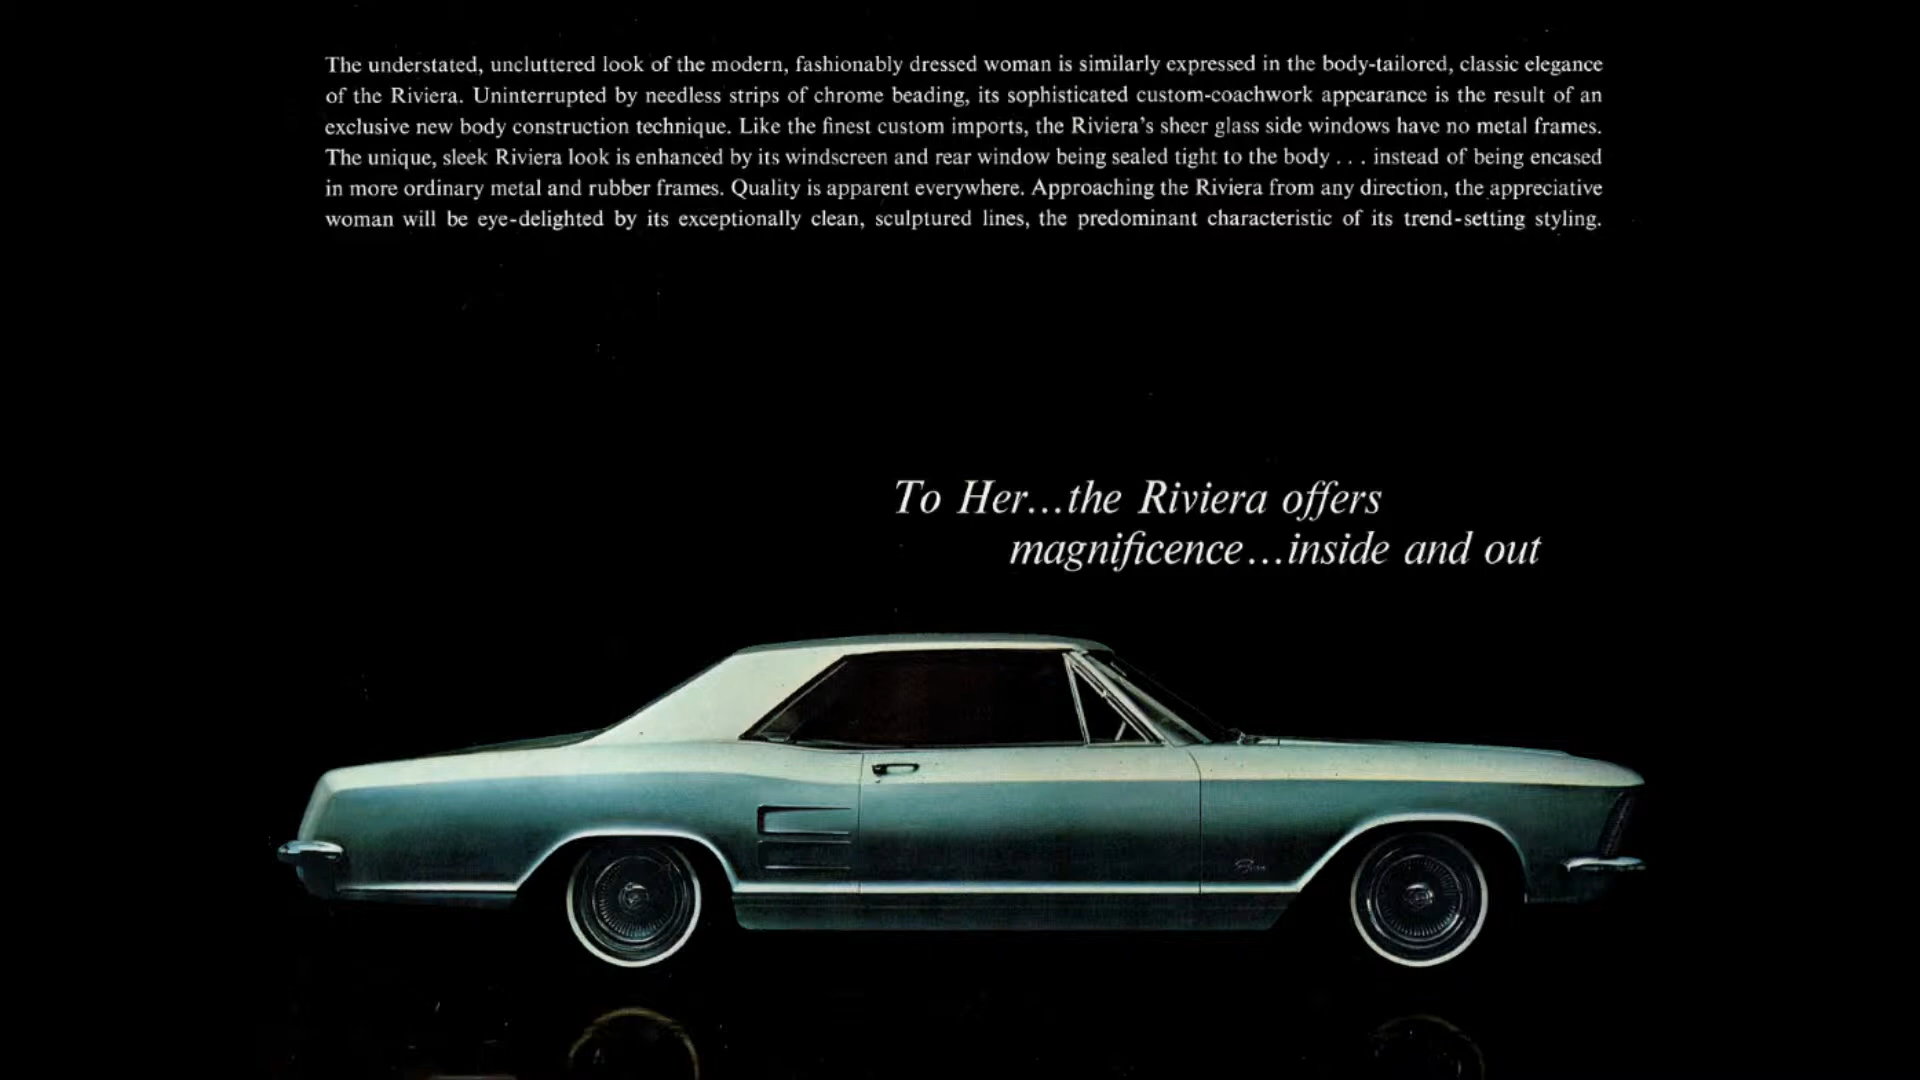 The understated, uncluttered look of the modern, fashionably dressed woman is similarly expressed in the body-tailored, classic elegance
of the Riviera. Uninterrupted by needless strips of chrome beading, its sophisticated custom-coachwork appearance is the result of an
exclusive new body construction technique. Like the finest custom imports, the Riviera's sheer glass side windows have no metal frames.
The unique, sleek Riviera look is enhanced by its windscreen and rear window being sealed tight to the body . . . instead of being encased
in more ordinary metal and rubber frames. Quality is apparent everywhere. Approaching the Riviera from any direction, the appreciative
woman will be eye-delighted by its exceptionally clean, sculptured lines, the predominant characteristic of its trend-setting styling.
To Her...the Riviera offers
magnificence...inside and out